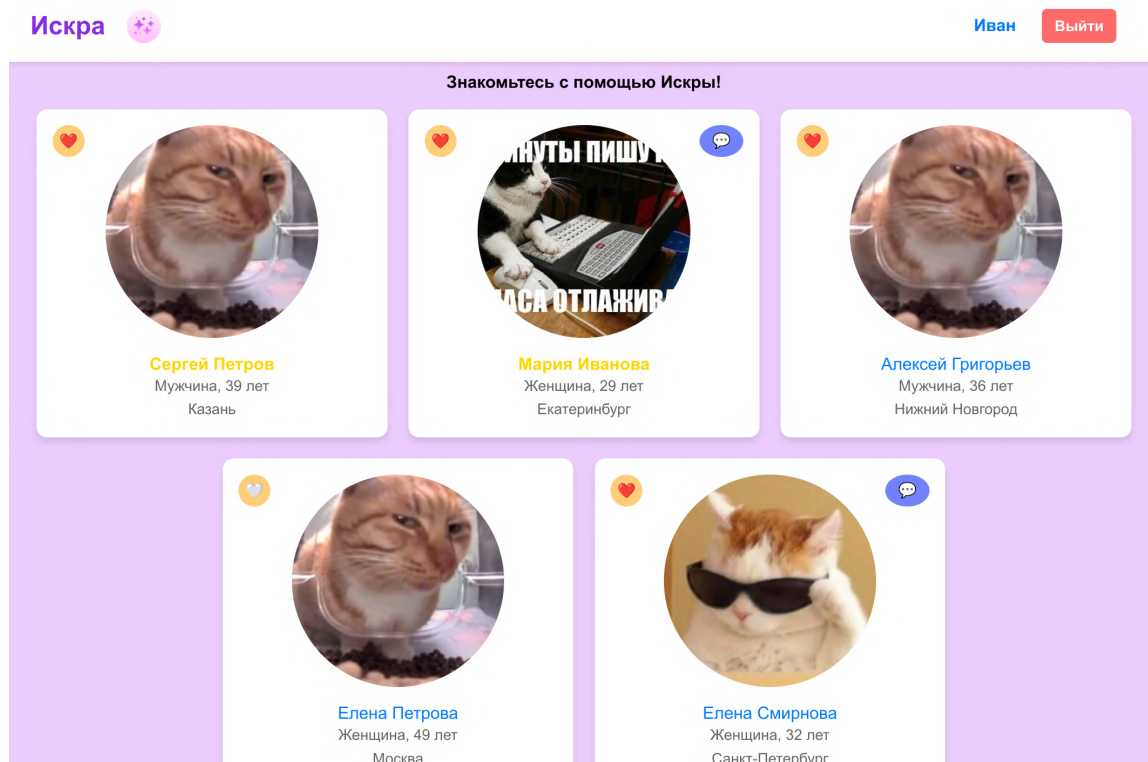 Искра
Иван
Выйти
Знакомьтесь с помощью Искры!
Сергей Петров
Мужчина, 39 лет
Казань
ПИШУ
ОТЛАЖИВА
Мария Иванова
Женщина, 29 лет
Екатеринбург
Алексей Григорьев
Мужчина, 36 лет
Нижний Новгород
Елена Петрова
Женщина, 49 лет
Москва
Елена Смирнова
Женщина, 32 лет
Санкт-Петербург